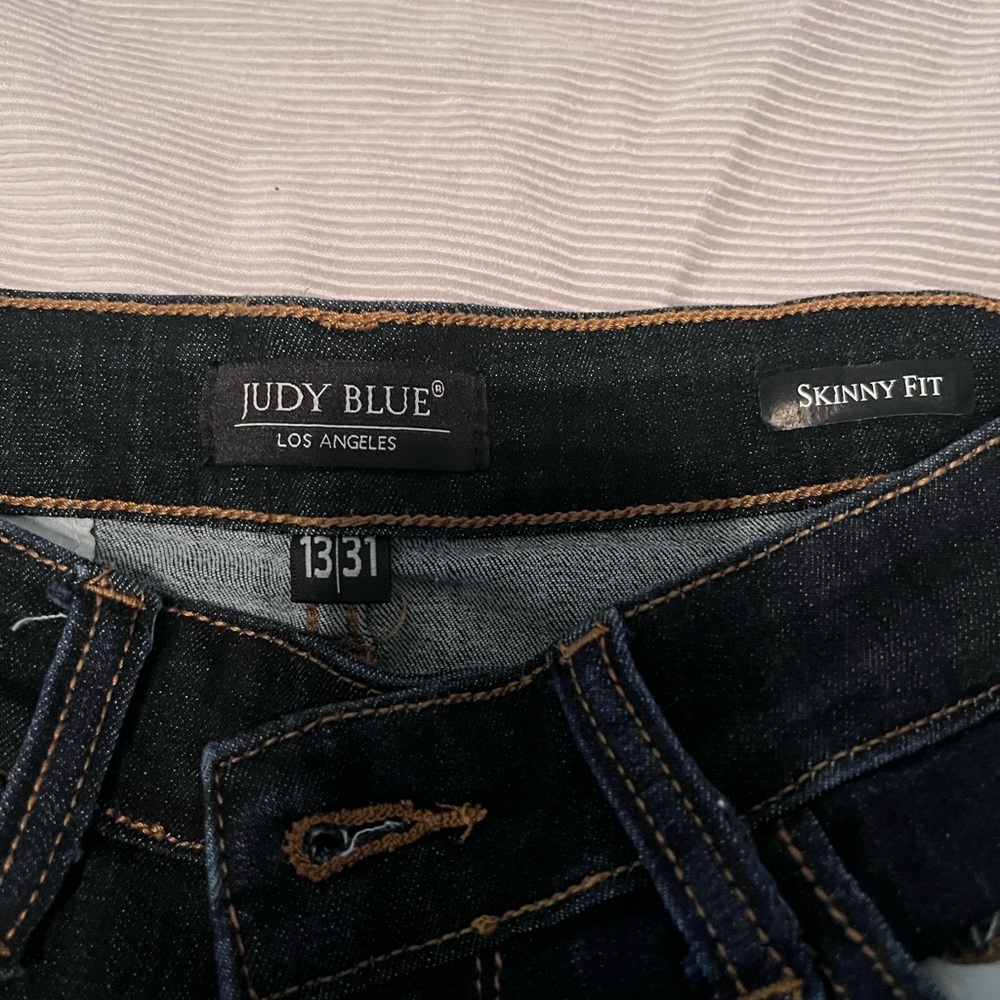 JUDY BLUE®
LOS ANGELES
SKINNY FIT
13|31